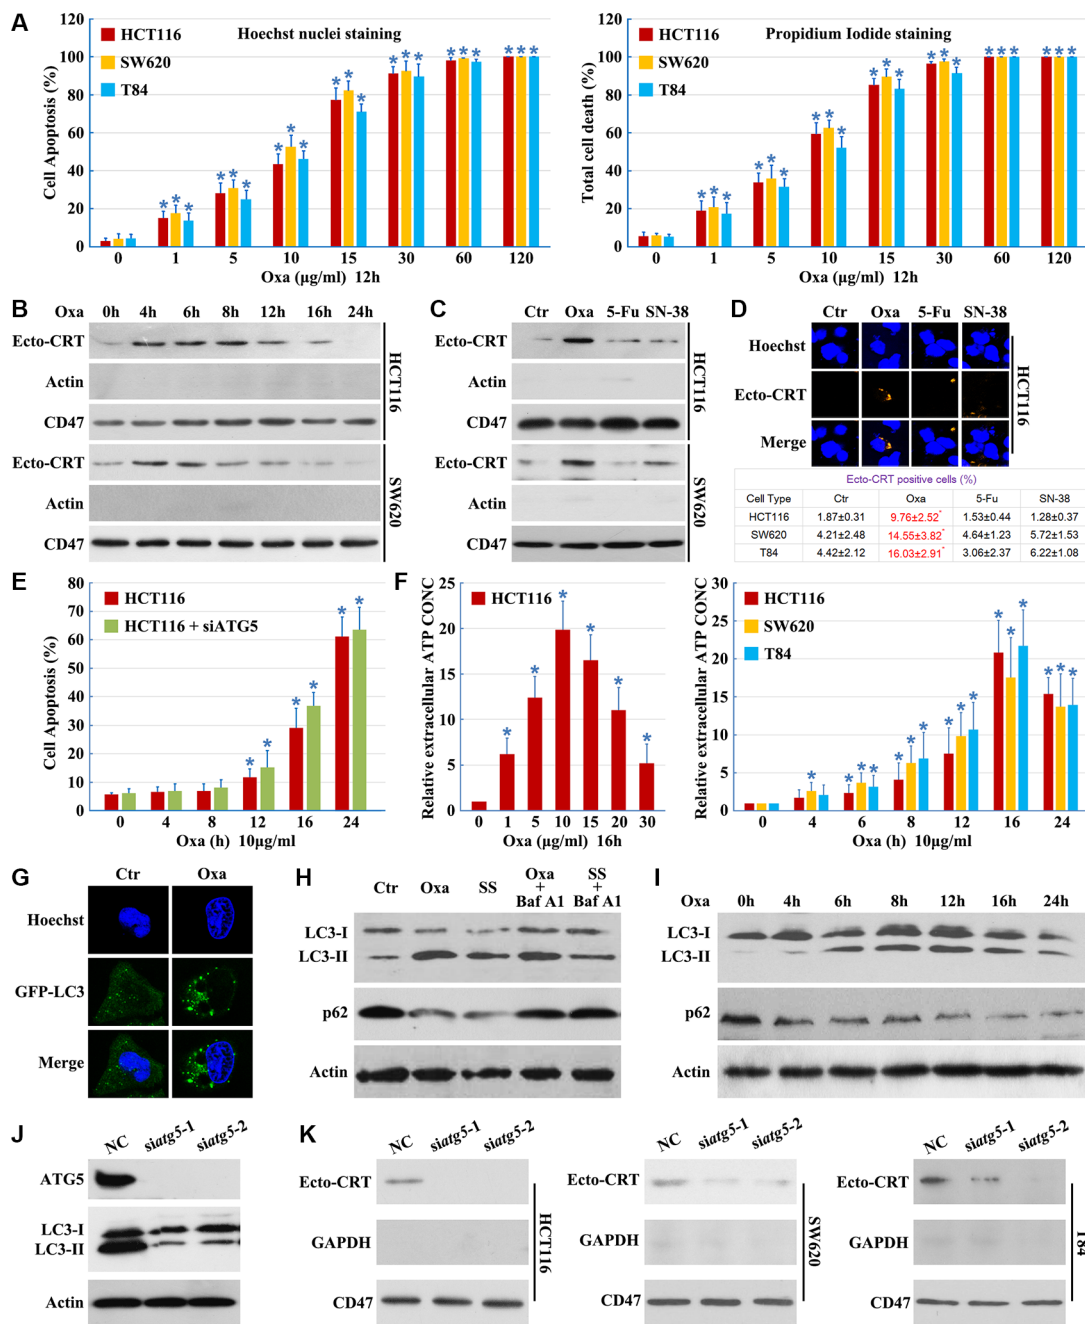 A
Hoechst nuclei staining
HCT116
SW620
T84
Cell Apoptosis (%)
120
100
80
60
40
20
0
0 1 5 10 15 30 60 120
Oxa (μg/ml) 12h
Propidium Iodide staining
HCT116
SW620
T84
Total cell death (%)
120
100
80
60
40
20
0
0 1 5 10 15 30 60 120
Oxa (μg/ml) 12h
B
Oxa 0h 4h 6h 8h 12h 16h 24h
Ecto-CRT
Actin
CD47
HCT116
Ecto-CRT
Actin
CD47
SW620
C
Ctr Oxa 5-Fu SN-38
Ecto-CRT
Actin
CD47
HCT116
Ecto-CRT
Actin
CD47
SW620
D
Ctr Oxa 5-Fu SN-38
Hoechst
Ecto-CRT
Merge
HCT116
Ecto-CRT positive cells (%)
Cell Type Ctr Oxa 5-Fu SN-38
HCT116 1.87±0.31 9.76±2.52* 1.53±0.44 1.28±0.37
SW620 4.21±2.48 14.55±3.82* 4.64±1.23 5.72±1.53
T84 4.42±2.12 16.03±2.91* 3.06±2.37 6.22±1.08
E
HCT116
HCT116 + siATG5
Cell Apoptosis (%)
80
70
60
50
40
30
20
10
0
0 4 8 12 16 24
Oxa (h) 10μg/ml
F
HCT116
Relative extracellular ATP CONC
25
20
15
10
5
0
0 1 5 10 15 20 30
Oxa (μg/ml) 16h
HCT116
SW620
T84
Relative extracellular ATP CONC
30
25
20
15
10
5
0
0 4 6 8 12 16 24
Oxa (h) 10μg/ml
G
Ctr Oxa
Hoechst
GFP-LC3
Merge
H
Ctr Oxa SS Oxa + Baf A1 SS + Baf A1
LC3-I
LC3-II
p62
Actin
I
Oxa 0h 4h 6h 8h 12h 16h 24h
LC3-I
LC3-II
p62
Actin
J
NC siatg5-1 siatg5-2
ATG5
LC3-I
LC3-II
Actin
K
NC siatg5-1 siatg5-2
Ecto-CRT
GAPDH
CD47
HCT116
NC siatg5-1 siatg5-2
Ecto-CRT
GAPDH
CD47
SW620
NC siatg5-1 siatg5-2
Ecto-CRT
GAPDH
CD47
T84